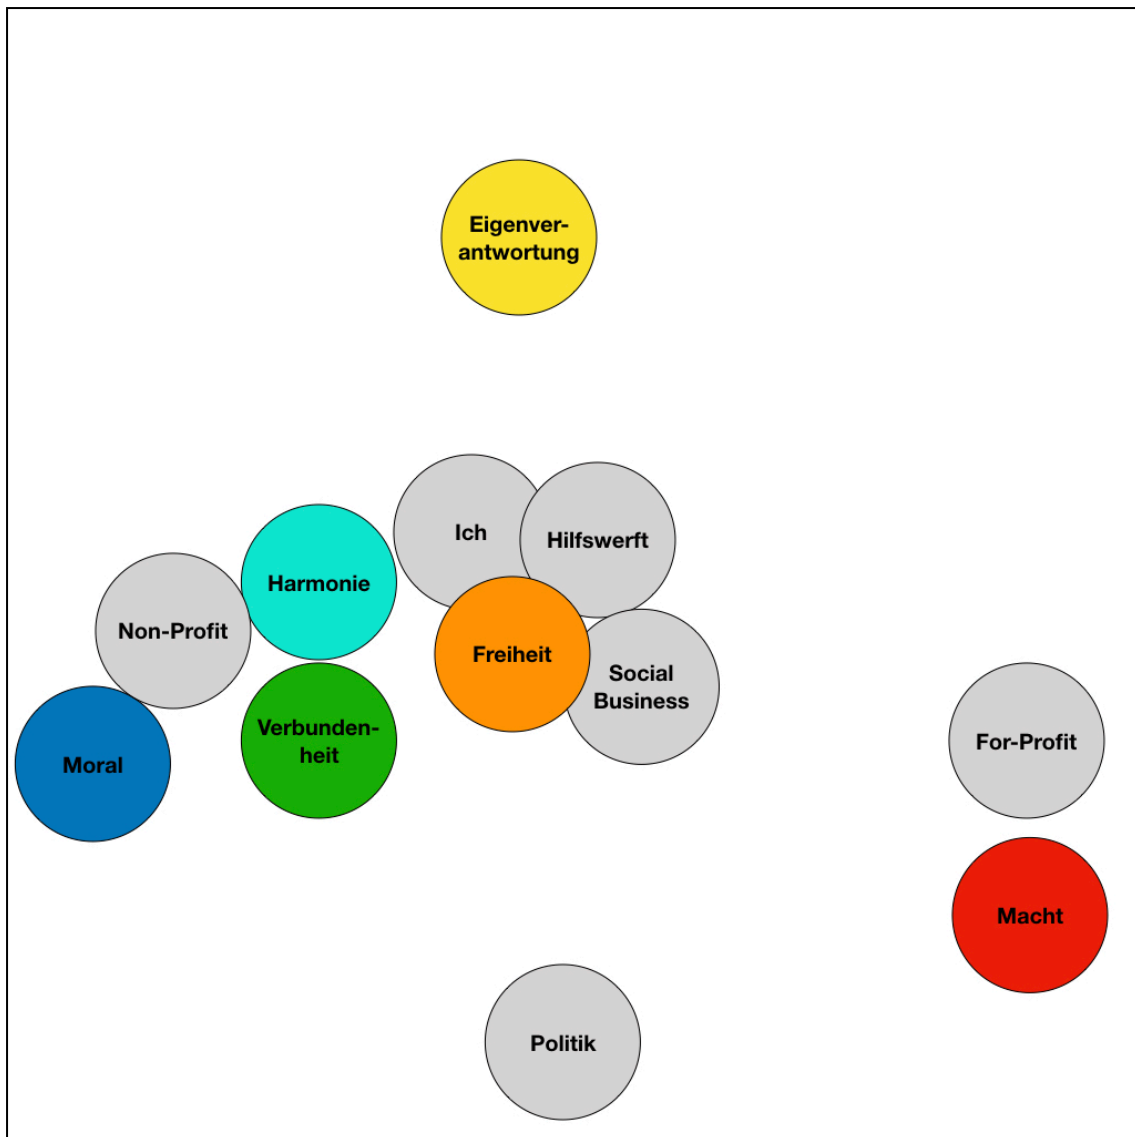 Eigenver-
antwortung
Ich
Hilfswerft
Harmonie
Non-Profit
Freiheit
Social
Business
Verbunden-
heit
Moral
For-Profit
Macht
Politik